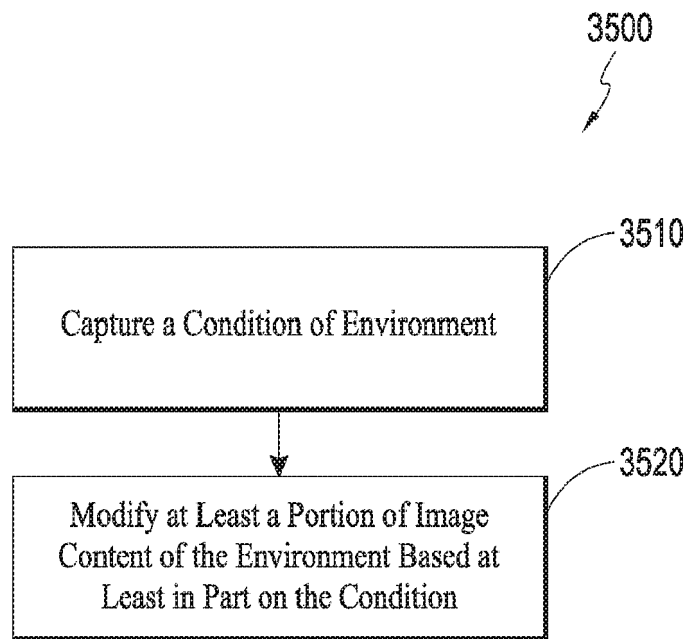 3500
3510
Capture a Condition of Environment
3520
Modify at Least a Portion of Image
Content of the Environment Based at
Least in Part on the Condition